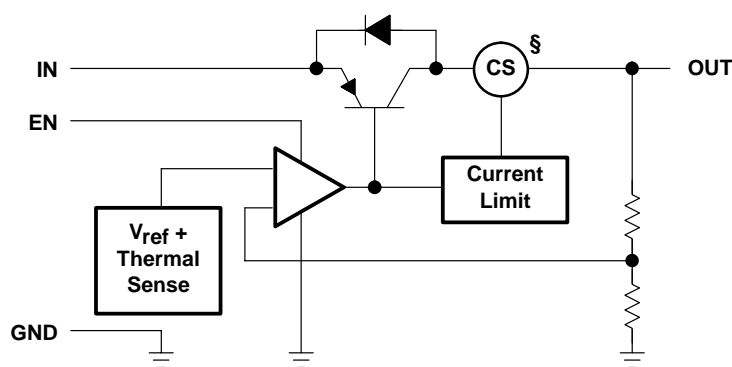 §
IN
CS
OUT
EN
Current
Limit
Vref +
Thermal
Sense
GND